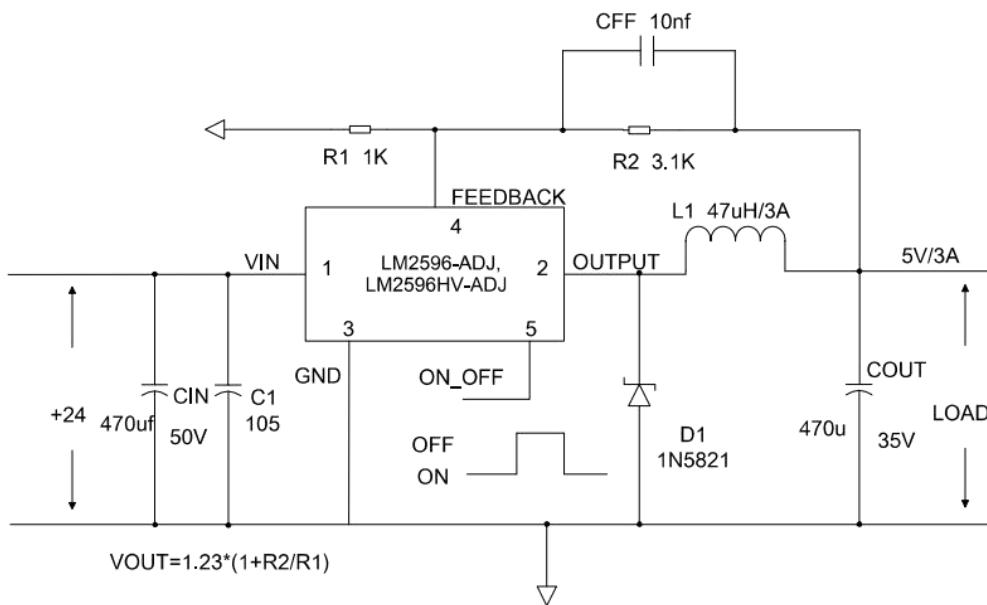 CFF 10nf
R1 1K
R2 3.1K
FEEDBACK
4
L1 47uH/3A
VIN
1
LM2596-ADJ,
LM2596HV-ADJ
2
OUTPUT
5V/3A
3
5
GND
ON_OFF
+24
470uf
CIN
50V
C1
105
OFF
ON
D1
1N5821
COUT
470u
35V
LOAD
VOUT=1.23*(1+R2/R1)